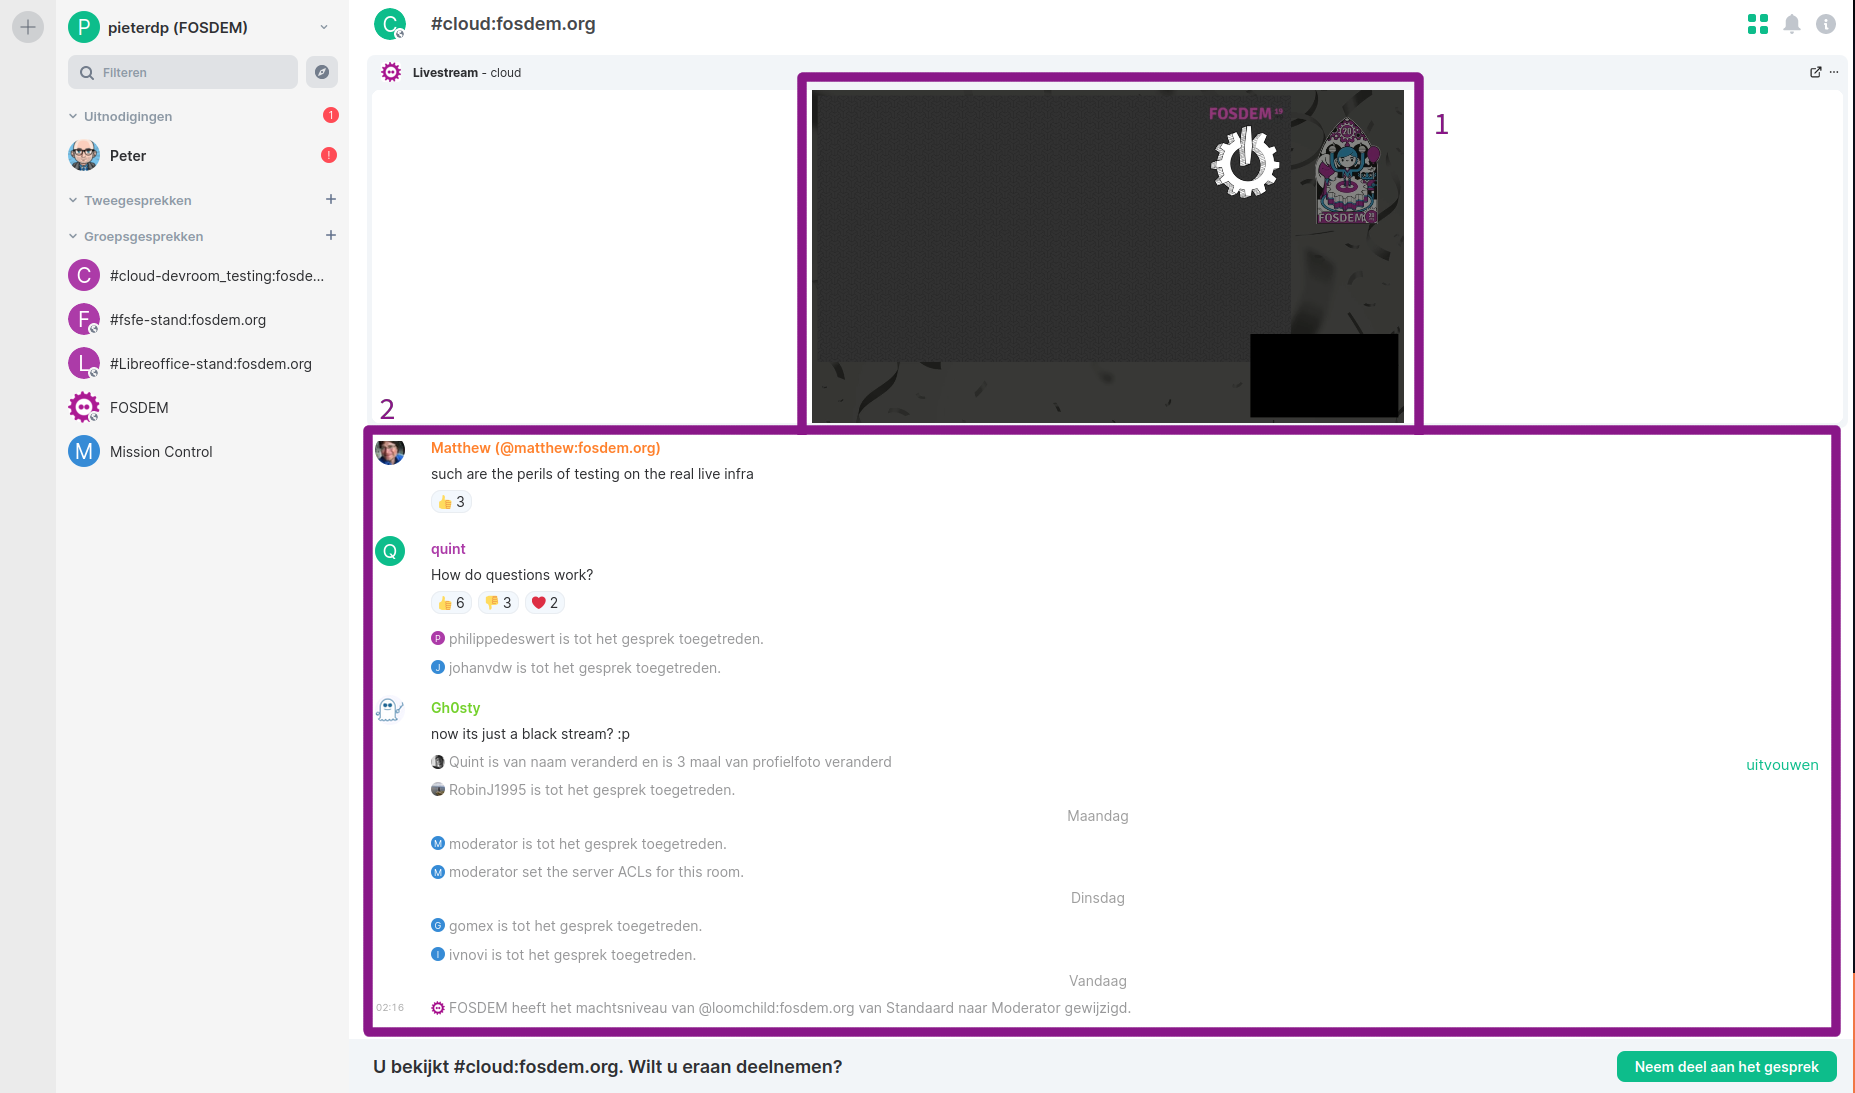 P pieterdp (FOSDEM)
Filteren
Uitnodigingen 1
Peter !
Tweegesprekken +
Groepsgesprekken +
C #cloud-devroom_testing:fosde...
F #fsfe-stand:fosdem.org
L #Libreoffice-stand:fosdem.org
FOSDEM
M Mission Control
C #cloud:fosdem.org
Livestream - cloud
1
FOSDEM 19
20
FOSDEM
2
Matthew (@matthew:fosdem.org)
such are the perils of testing on the real live infra
👍 3
Q quint
How do questions work?
👍 6 👎 3 ❤️ 2
P philippedeswert is tot het gesprek toegetreden.
J johanvdw is tot het gesprek toegetreden.
Gh0sty
now its just a black stream? :p
Quint is van naam veranderd en is 3 maal van profielfoto veranderd
uitvouwen
RobinJ1995 is tot het gesprek toegetreden.
Maandag
M moderator is tot het gesprek toegetreden.
M moderator set the server ACLs for this room.
Dinsdag
G gomex is tot het gesprek toegetreden.
I ivnovi is tot het gesprek toegetreden.
Vandaag
02:16 FOSDEM heeft het machtsniveau van @loomchild:fosdem.org van Standaard naar Moderator gewijzigd.
U bekijkt #cloud:fosdem.org. Wilt u eraan deelnemen?
Neem deel aan het gesprek